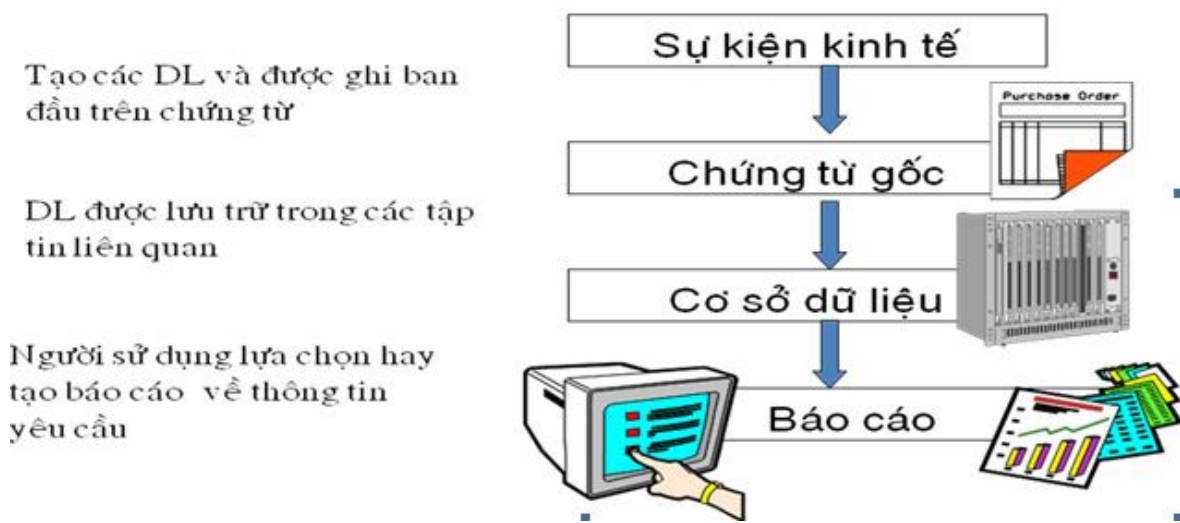 Sự kiện kinh tế
Tạo các DL và được ghi ban
đầu trên chứng từ
Purchase Order
Chứng từ gốc
DL được lưu trữ trong các tập
tin liên quan
Cơ sở dữ liệu
Người sử dụng lựa chọn hay
tạo báo cáo về thông tin
yêu cầu
Báo cáo